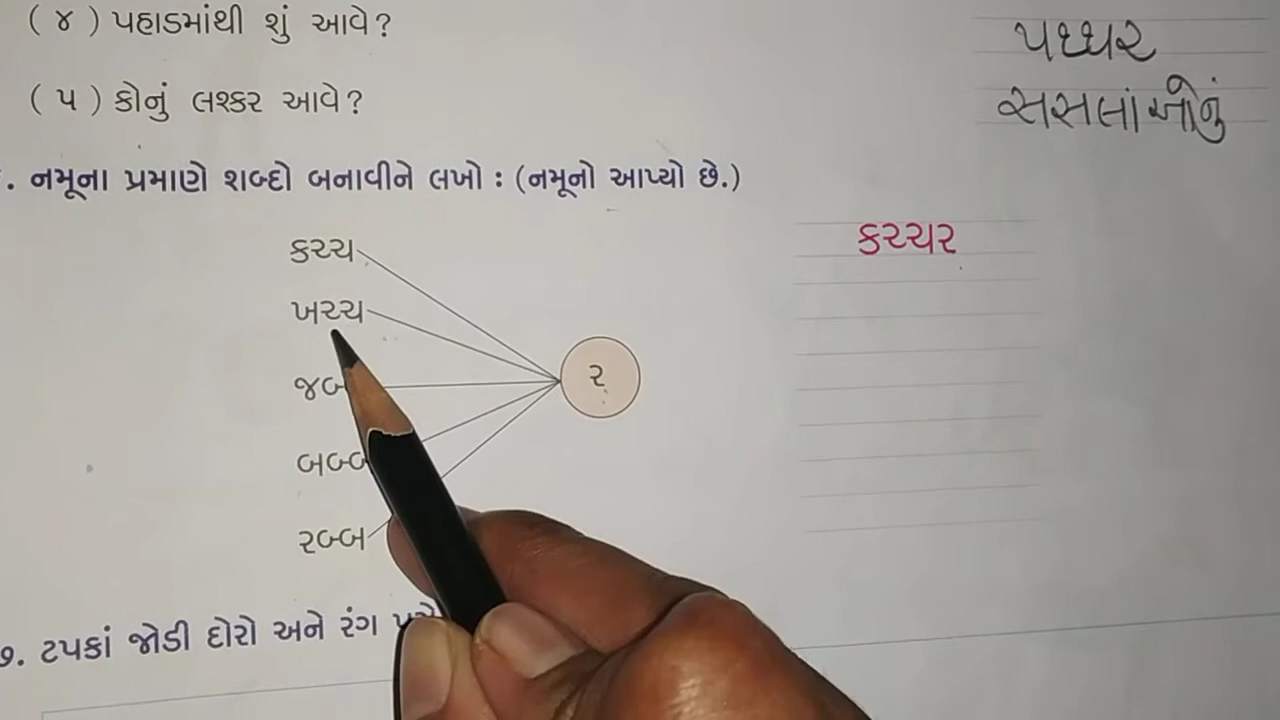 ( ૪ ) પહાડમાંથી શું આવે?
પથ્થર
( ૫ ) કોનું લશ્કર આવે?
સસલાંઓનું
. નમૂના પ્રમાણે શબ્દો બનાવીને લખો : (નમૂનો આપ્યો છે.)
કચ્ચ
કચ્ચર
ખચ્ચ
ર
બબ્બ
રબ્બ
૭. ટપકાં જોડી દોરો અને રંગ